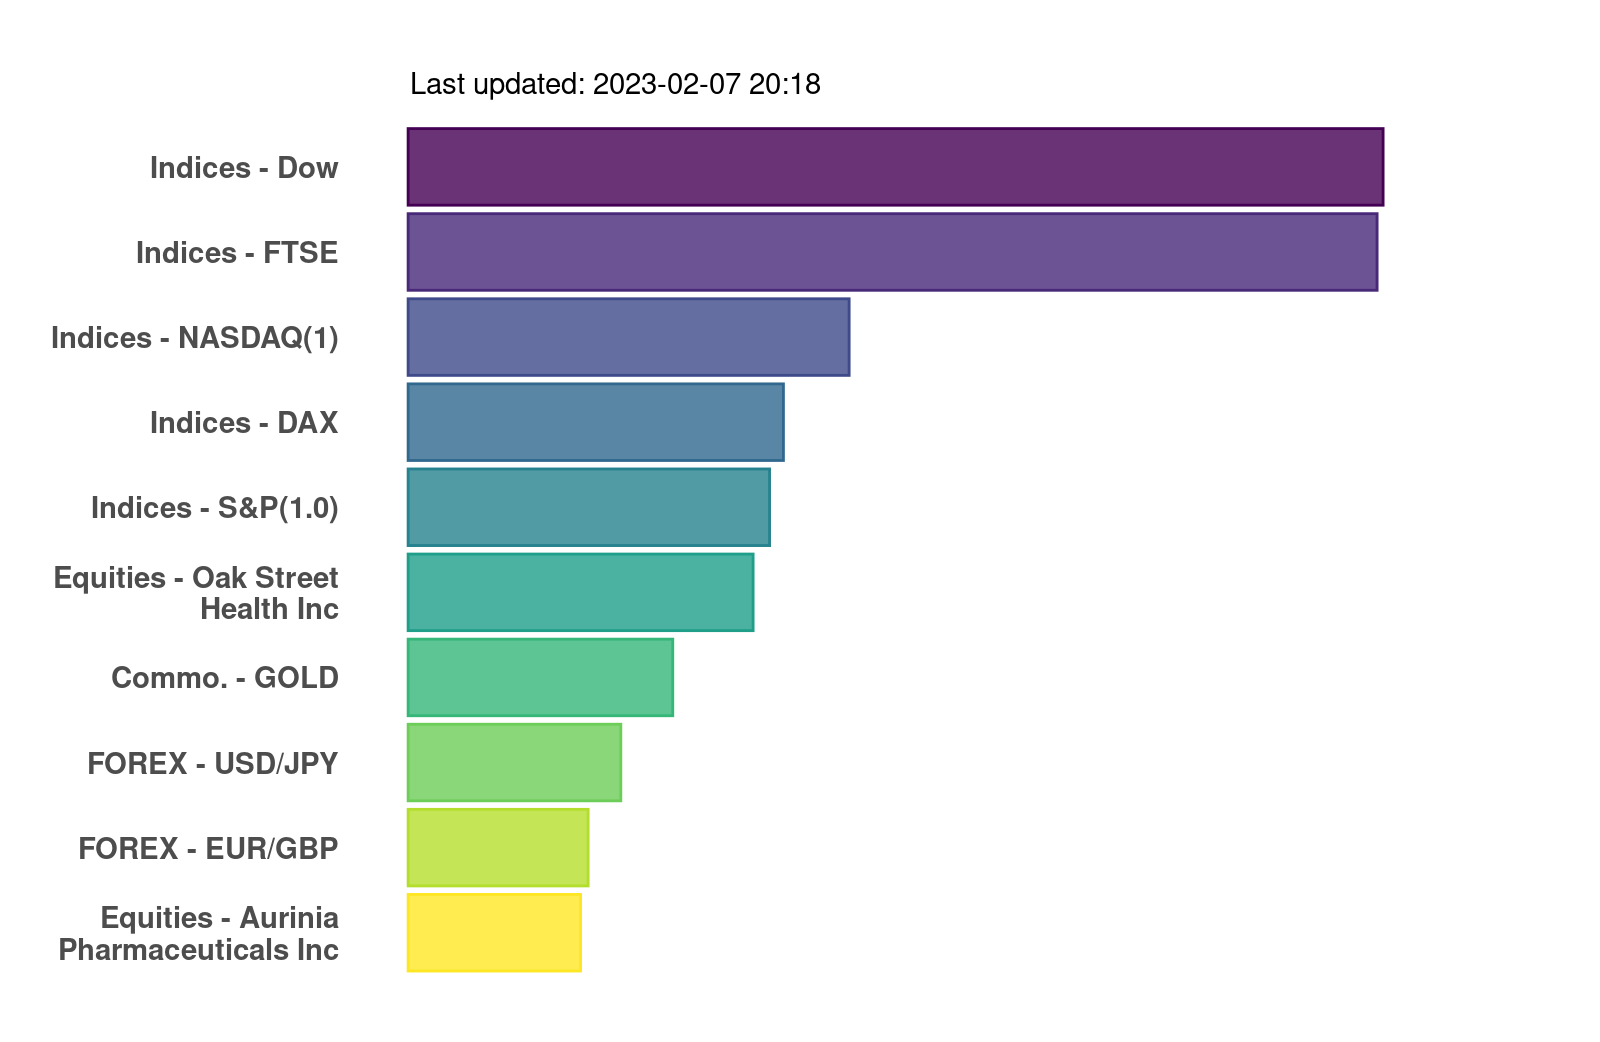 Last updated: 2023-02-07 20:18
Indices - Dow
Indices - FTSE
Indices - NASDAQ(1)
Indices - DAX
Indices - S&P(1.0)
Equities - Oak Street
Health Inc
Commo. - GOLD
FOREX - USD/JPY
FOREX - EUR/GBP
Equities - Aurinia
Pharmaceuticals Inc